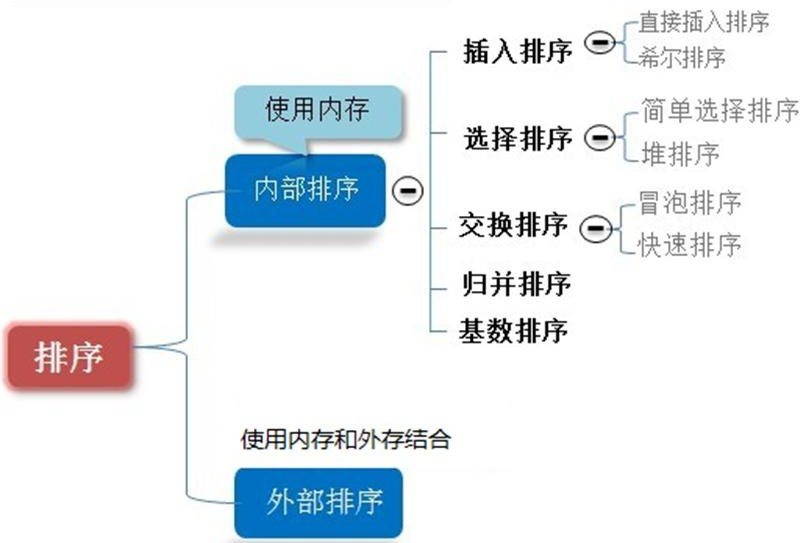 排序
使用内存
内部排序
插入排序
直接插入排序
希尔排序
选择排序
简单选择排序
堆排序
交换排序
冒泡排序
快速排序
归并排序
基数排序
使用内存和外存结合
外部排序